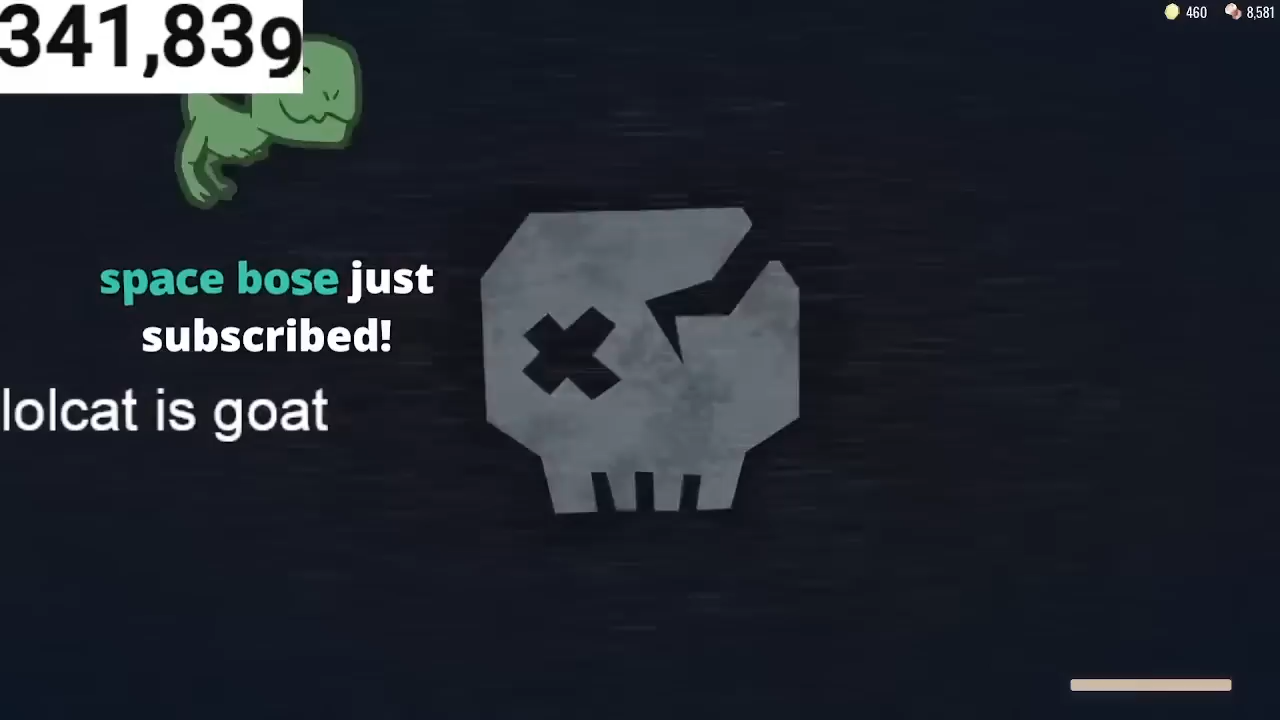 341,839
460 8,581
space bose just
subscribed!
lolcat is goat